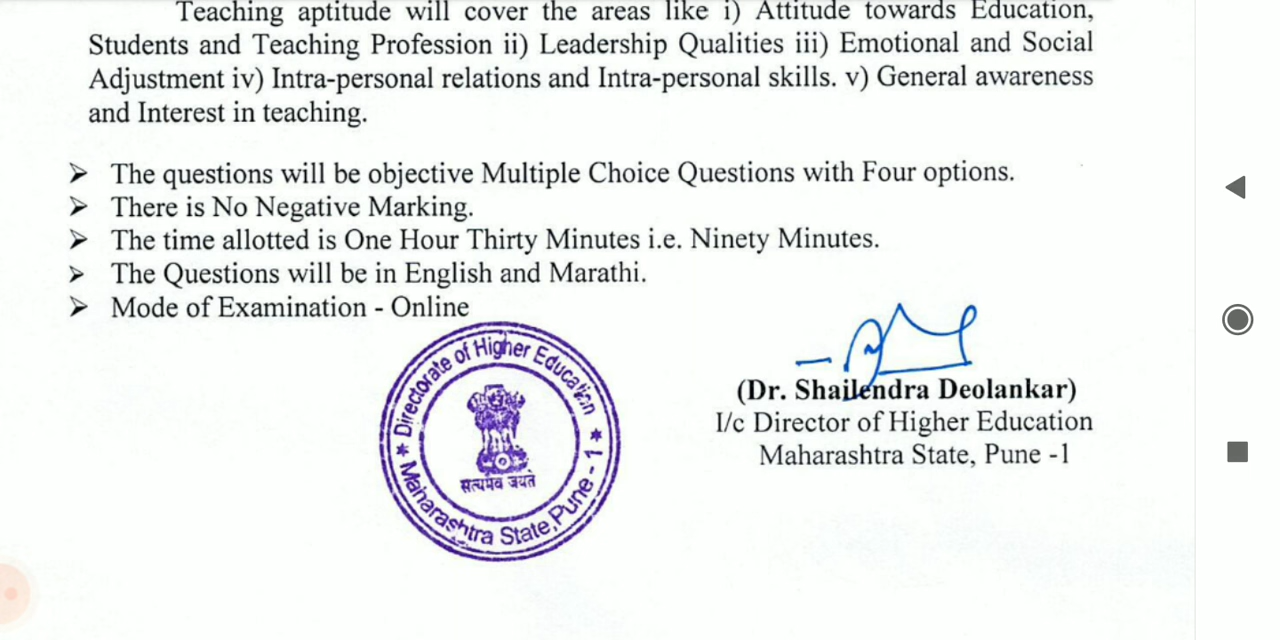 Teaching aptitude will cover the areas like i) Attitude towards Education,
Students and Teaching Profession ii) Leadership Qualities iii) Emotional and Social
Adjustment iv) Intra-personal relations and Intra-personal skills. v) General awareness
and Interest in teaching.
➢ The questions will be objective Multiple Choice Questions with Four options.
➢ There is No Negative Marking.
➢ The time allotted is One Hour Thirty Minutes i.e. Ninety Minutes.
➢ The Questions will be in English and Marathi.
➢ Mode of Examination - Online
Directorate of Higher Education
* Maharashtra State, Pune - 1 *
सत्यमेव जयते
(Dr. Shailendra Deolankar)
I/c Director of Higher Education
Maharashtra State, Pune -1